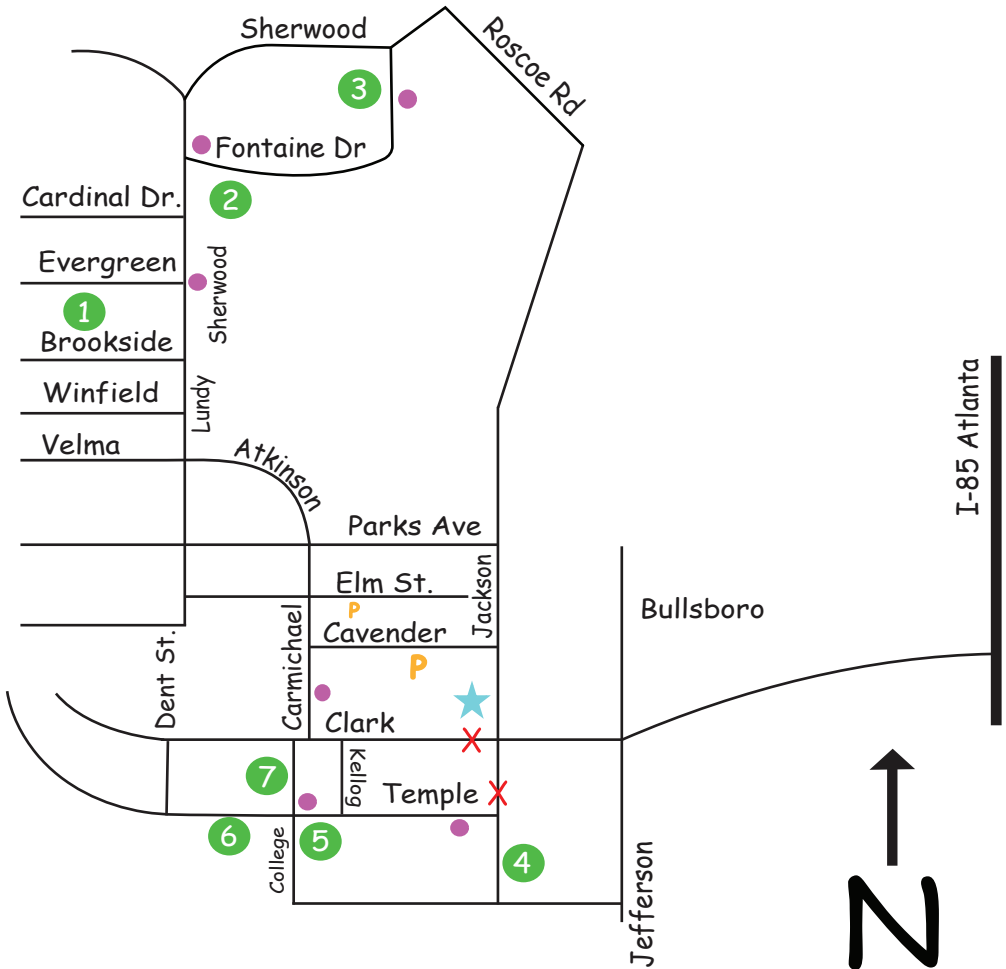 Sherwood
Roscoe Rd
3
Fontaine Dr
Cardinal Dr.
2
Evergreen
Sherwood
1
Brookside
Winfield
Lundy
Velma
Atkinson
I-85 Atlanta
Parks Ave
Elm St.
Jackson
P
Bullsboro
Cavender
P
Dent St.
Carmichael
Clark
7
Kellog
Temple
6
5
College
4
Jefferson
N